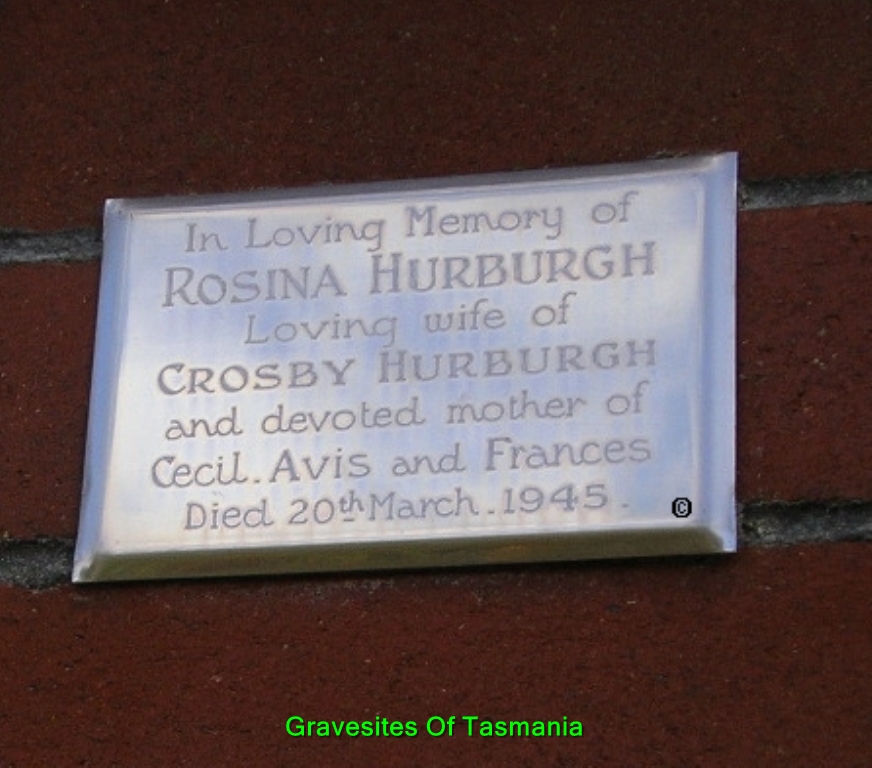 In Loving Memory of
ROSINA HURBURGH
Loving wife of
CROSBY HURBURGH
and devoted mother of
Cecil. Avis and Frances
Died 20th March. 1945.
©
Gravesites Of Tasmania